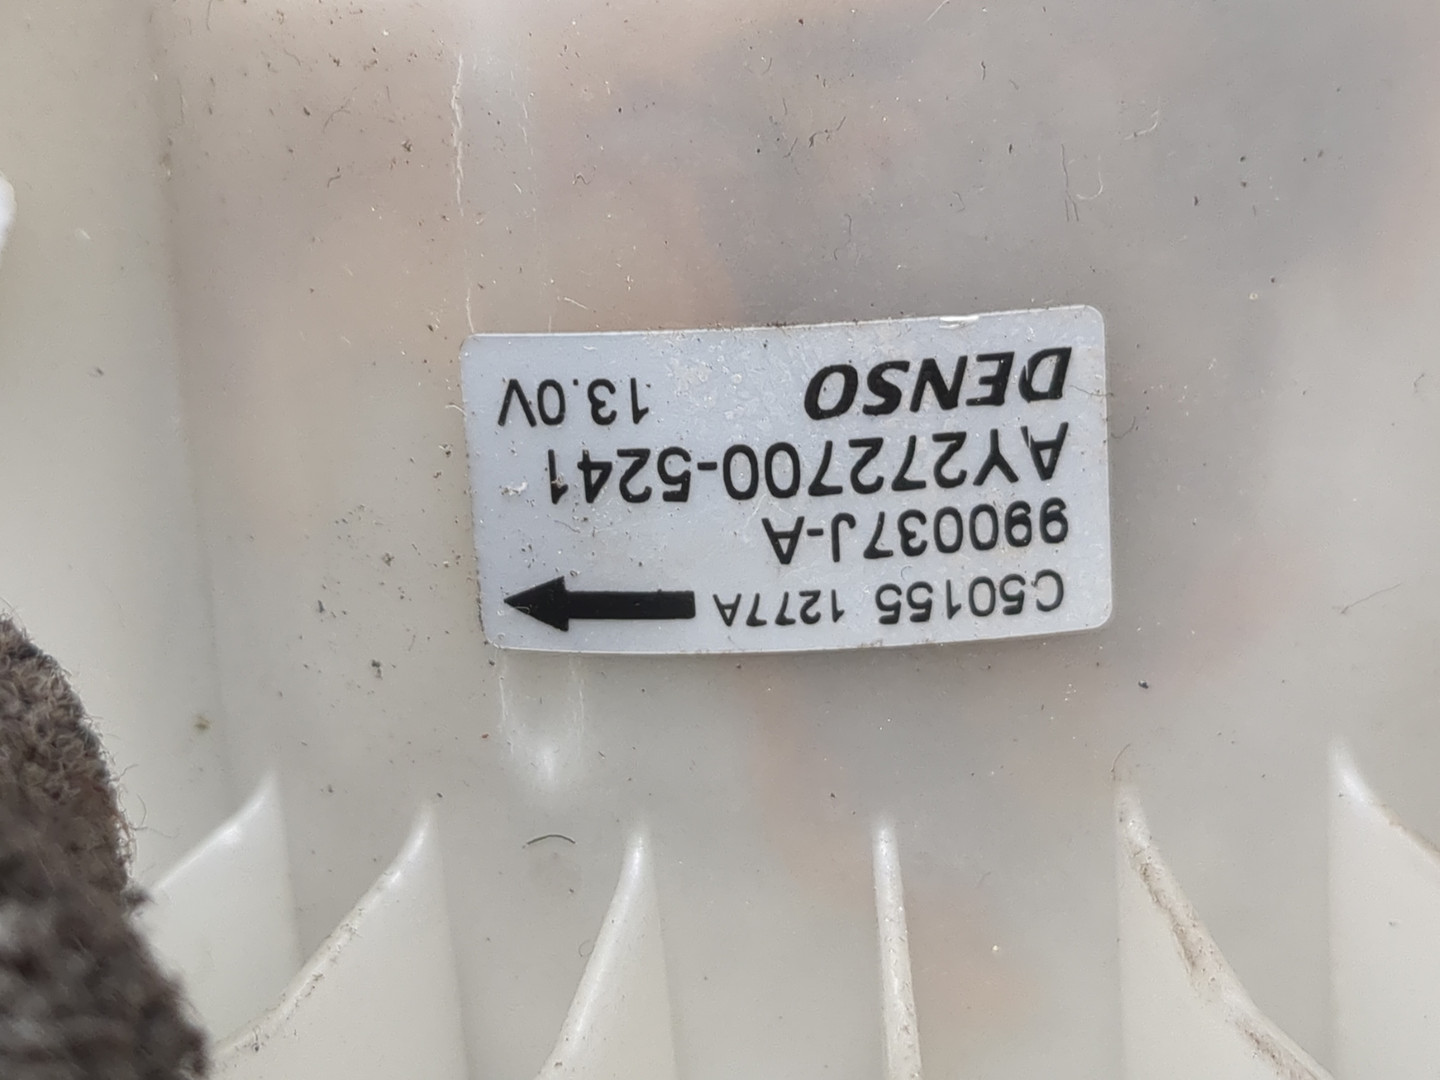 DENSO 13.0V
AY272700-5241
990037J-A
C50155 1277A